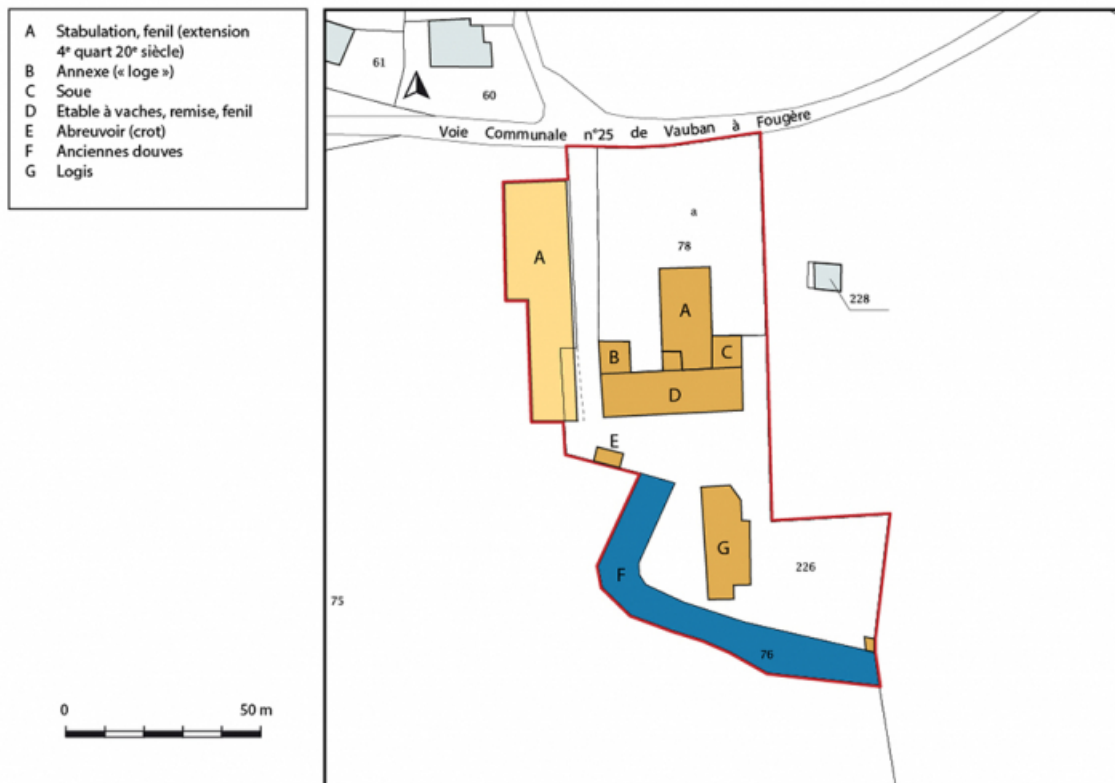 A Stabulation, fenil (extension
4e quart 20e siècle)
B Annexe (« loge »)
C Soue
D Etable à vaches, remise, fenil
E Abreuvoir (crot)
F Anciennes douves
G Logis
61
60
Voie Communale n°25 de Vauban à Fougère
a
78
A
A
228
B
C
D
E
G
F
226
75
76
0 50 m